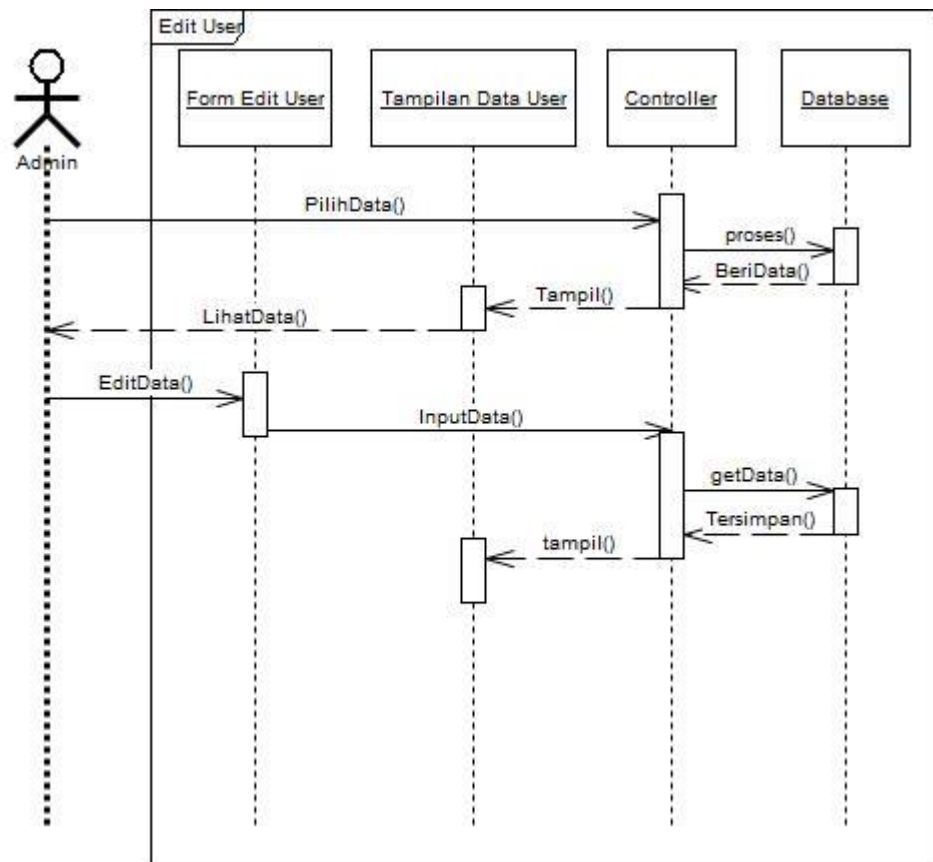 Edit User
Form Edit User
Tampilan Data User
Controller
Database
Admin
PilihData()
proses()
BeriData()
Tampil()
LihatData()
EditData()
InputData()
getData()
Tersimpan()
tampil()